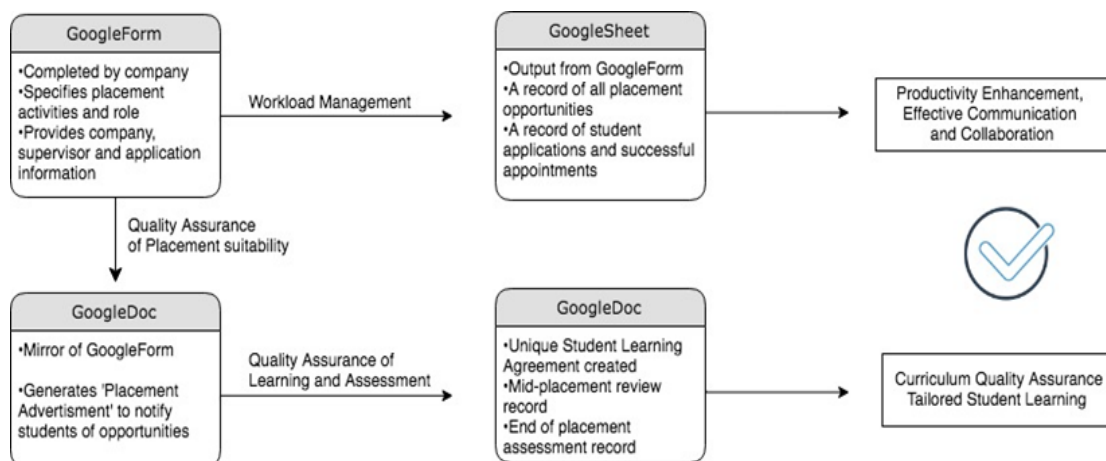 GoogleForm
•Completed by company
•Specifies placement
activities and role
•Provides company,
supervisor and application
information
Workload Management
GoogleSheet
•Output from GoogleForm
•A record of all placement
opportunities
•A record of student
applications and successful
appointments
Productivity Enhancement,
Effective Communication
and Collaboration
Quality Assurance
of Placement suitability
GoogleDoc
•Mirror of GoogleForm
•Generates 'Placement
Advertisment' to notify
students of opportunities
Quality Assurance of
Learning and Assessment
GoogleDoc
•Unique Student Learning
Agreement created
•Mid-placement review
record
•End of placement
assessment record
Curriculum Quality Assurance
Tailored Student Learning